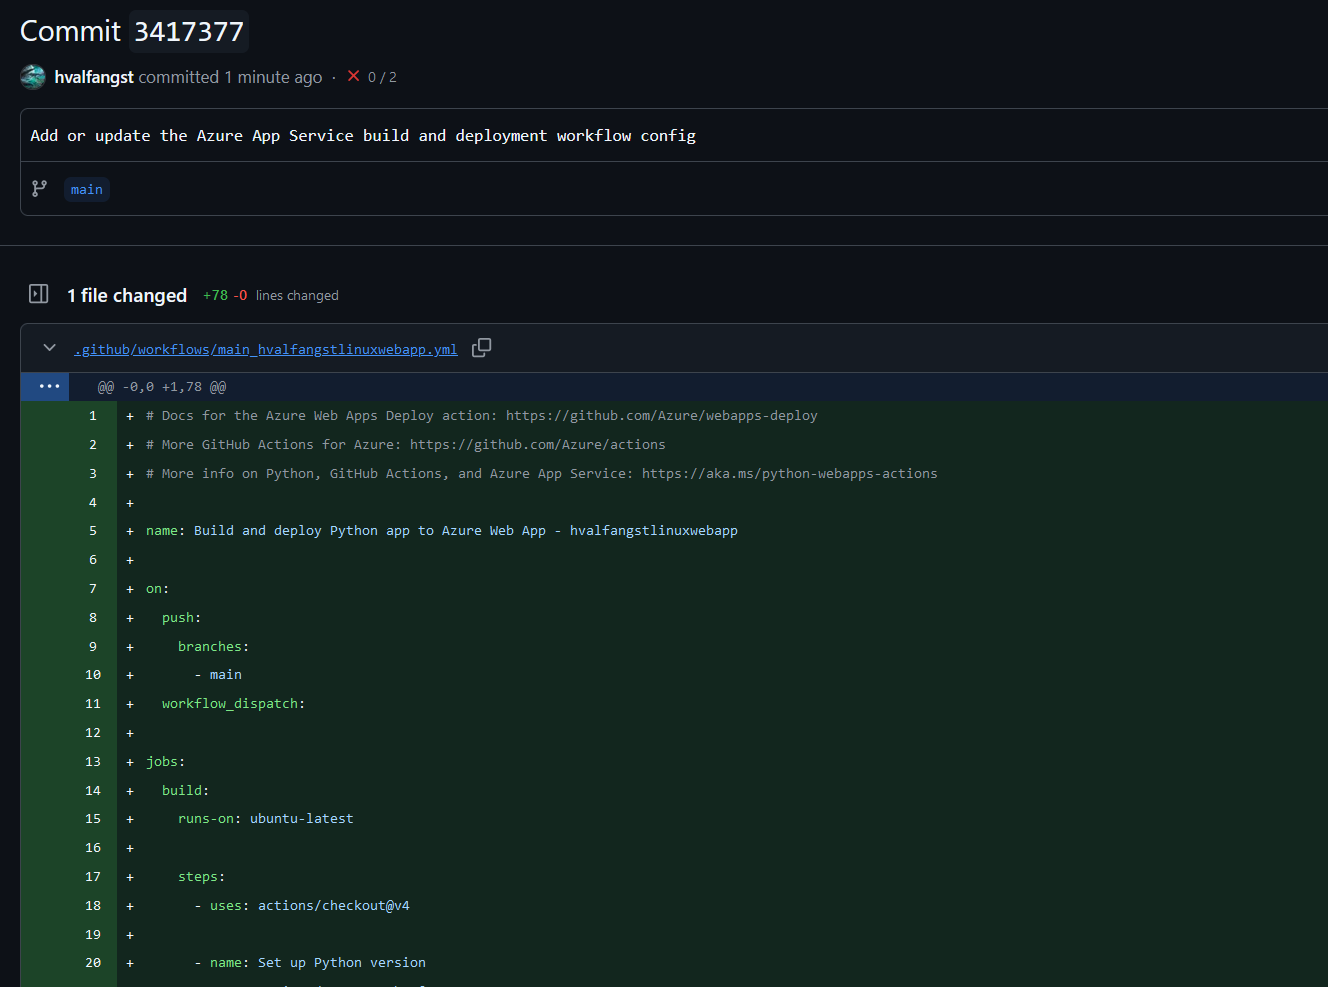 Commit 3417377
hvalfangst committed 1 minute ago · 0 / 2
Add or update the Azure App Service build and deployment workflow config
main
1 file changed +78 -0 lines changed
.github/workflows/main_hvalfangstlinuxwebapp.yml
@@ -0,0 +1,78 @@
1 + # Docs for the Azure Web Apps Deploy action: https://github.com/Azure/webapps-deploy
2 + # More GitHub Actions for Azure: https://github.com/Azure/actions
3 + # More info on Python, GitHub Actions, and Azure App Service: https://aka.ms/python-webapps-actions
4 +
5 + name: Build and deploy Python app to Azure Web App - hvalfangstlinuxwebapp
6 +
7 + on:
8 + push:
9 + branches:
10 + - main
11 + workflow_dispatch:
12 +
13 + jobs:
14 + build:
15 + runs-on: ubuntu-latest
16 +
17 + steps:
18 + - uses: actions/checkout@v4
19 +
20 + - name: Set up Python version